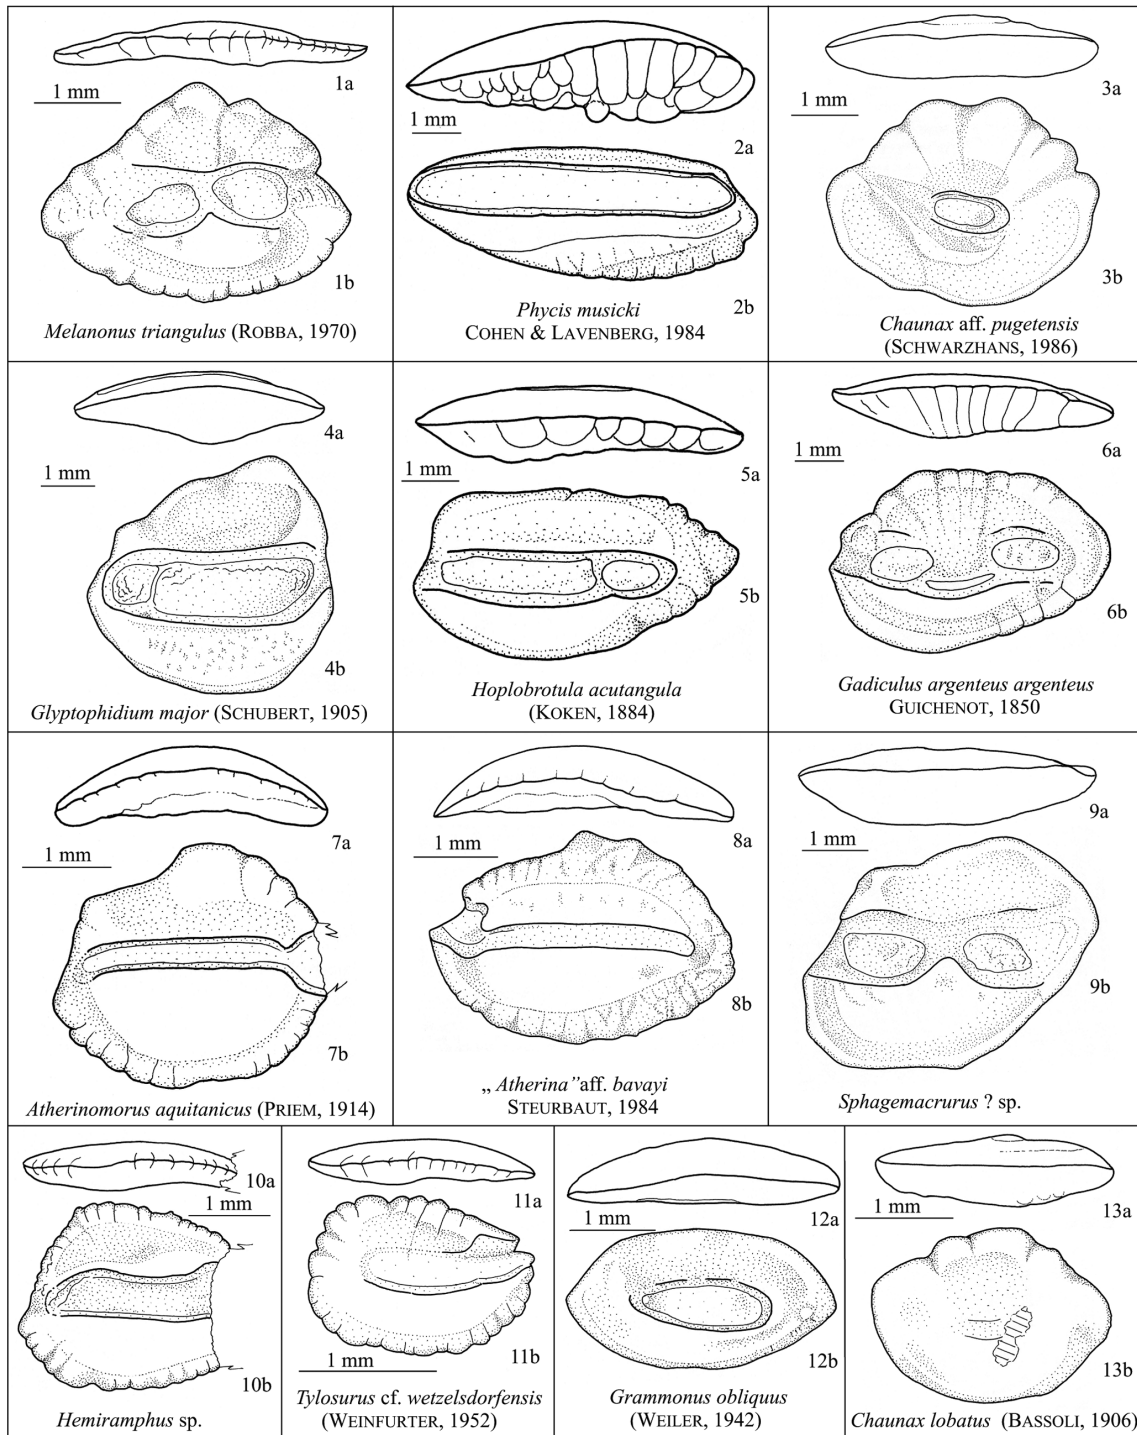 1a
1 mm
1b
Melanonus triangulus (ROBBA, 1970)
1 mm
2a
2b
Phycis musicki
COHEN & LAVENBERG, 1984
3a
1 mm
3b
Chaunax aff. pugetensis
(SCHWARZHANS, 1986)
4a
1 mm
4b
Glyptophidium major (SCHUBERT, 1905)
5a
1 mm
5b
Hoplobrotula acutangula
(KOKEN, 1884)
6a
1 mm
6b
Gadiculus argenteus argenteus
GUICHENOT, 1850
7a
1 mm
7b
Atherinomorus aquitanicus (PRIEM, 1914)
8a
1 mm
8b
„ Atherina” aff. bavayi
STEURBAUT, 1984
9a
1 mm
9b
Sphagemacrurus ? sp.
10a
1 mm
10b
Hemiramphus sp.
11a
11b
1 mm
Tylosurus cf. wetzelsdorfensis
(WEINFURTER, 1952)
12a
1 mm
12b
Grammonus obliquus
(WEILER, 1942)
13a
1 mm
13b
Chaunax lobatus (BASSOLI, 1906)